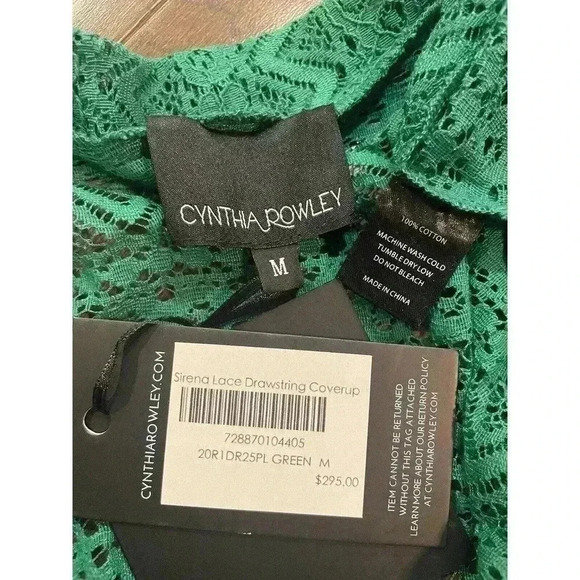 CYNTHIA ROWLEY
M
100% COTTON
MACHINE WASH COLD
TUMBLE DRY LOW
DO NOT BLEACH
MADE IN CHINA
CYNTHIAROWLEY.COM
Sirena Lace Drawstring Coverup
728870104405
20R1DR25PL GREEN M
$295.00
ITEM CANNOT BE RETURNED
WITHOUT THIS TAG ATTACHED
LEARN MORE ABOUT OUR RETURN POLICY
AT CYNTHIAROWLEY.COM